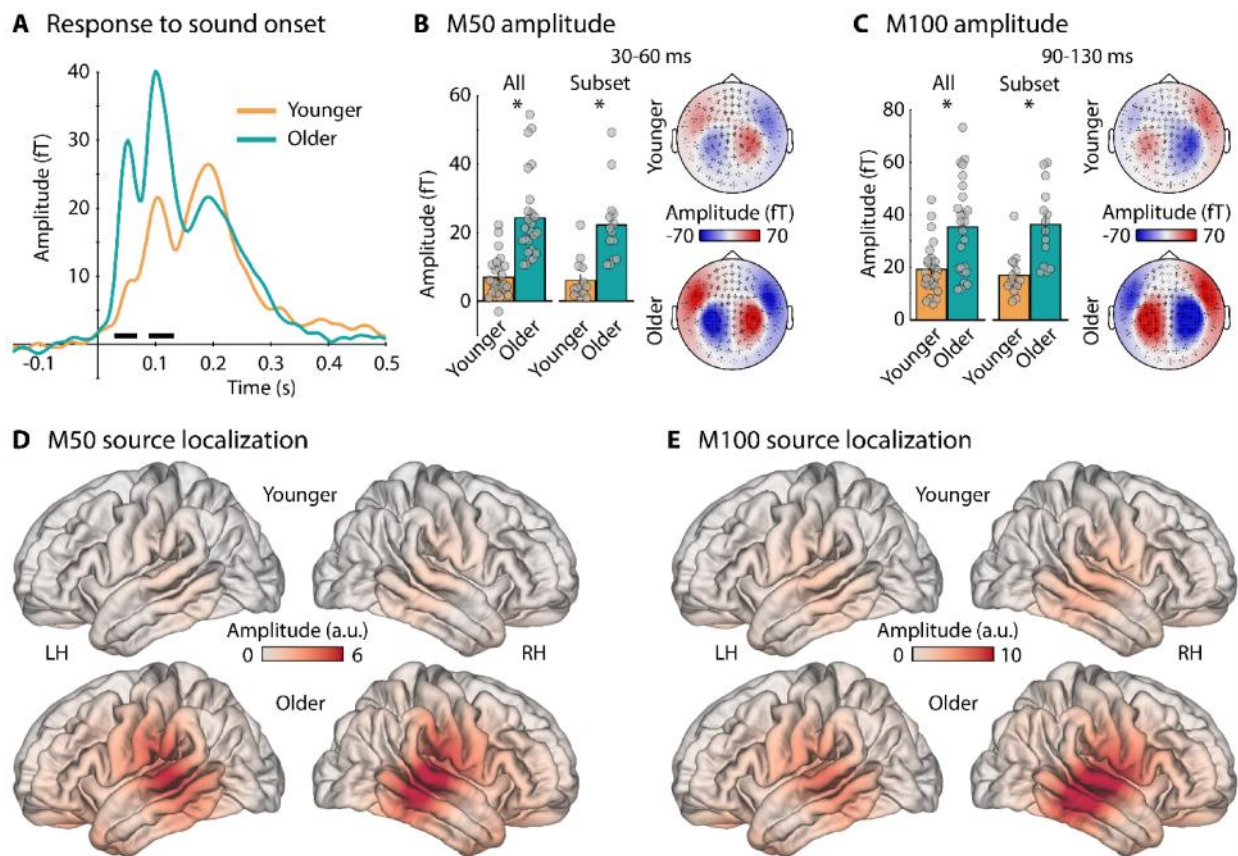 A Response to sound onset
40
30
20
10
Amplitude (fT)
Younger
Older
-0.1
0.1
0.2
0.3
0.4
0.5
Time (s)
B M50 amplitude
30-60 ms
All
*
Subset
*
60
40
20
0
Amplitude (fT)
Younger
Older
Younger
Older
Younger
Amplitude (fT)
-70 70
Older
C M100 amplitude
90-130 ms
All
*
Subset
*
80
60
40
20
0
Amplitude (fT)
Younger
Older
Younger
Older
Younger
Amplitude (fT)
-70 70
Older
D M50 source localization
Younger
Amplitude (a.u.)
0 6
LH
RH
Older
E M100 source localization
Younger
Amplitude (a.u.)
0 10
LH
RH
Older